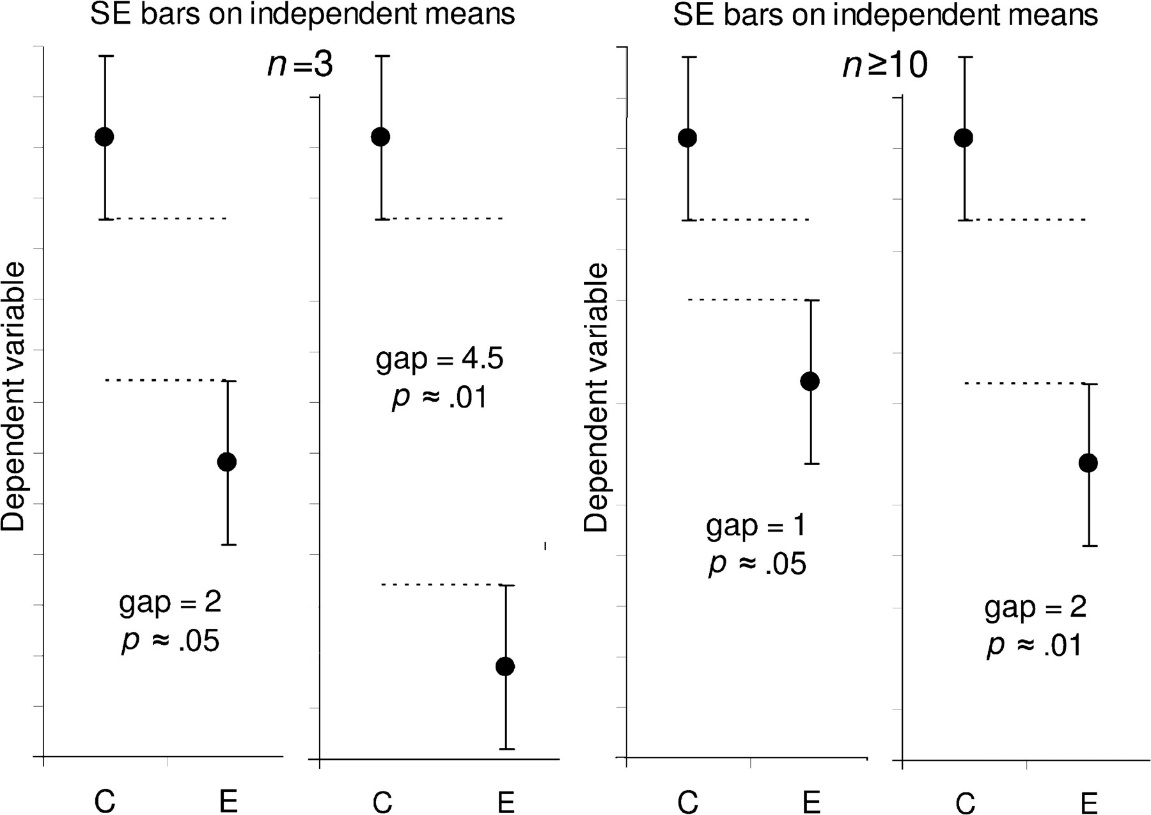 SE bars on independent means
n=3
Dependent variable
gap = 2
p ≈ .05
C E
gap = 4.5
p ≈ .01
C E
SE bars on independent means
n≥10
Dependent variable
gap = 1
p ≈ .05
C E
gap = 2
p ≈ .01
C E